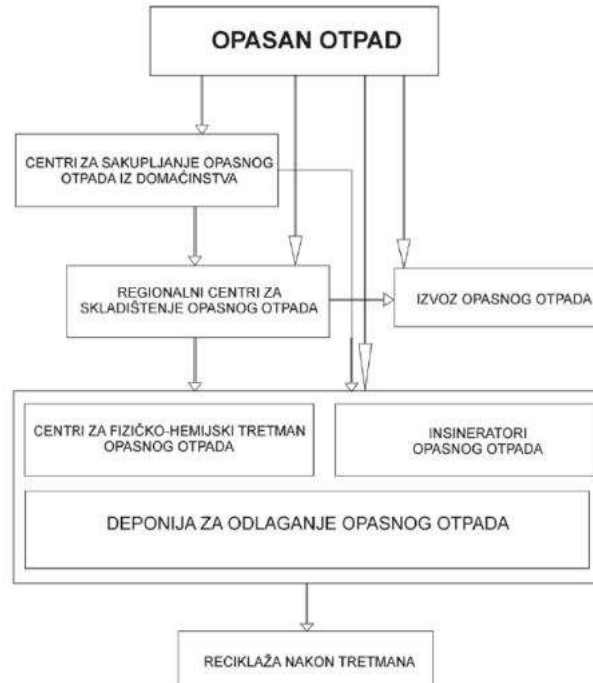 OPASAN OTPAD
CENTRI ZA SAKUPLJANJE OPASNOG
OTPADA IZ DOMAĆINSTVA
REGIONALNI CENTRI ZA
SKLADIŠTENJE OPASNOG OTPADA
IZVOZ OPASNOG OTPADA
CENTRI ZA FIZIČKO-HEMIJSKI TRETMAN
OPASNOG OTPADA
INSINERATORI
OPASNOG OTPADA
DEPONIJA ZA ODLAGANJE OPASNOG OTPADA
RECIKLAŽA NAKON TRETMANA